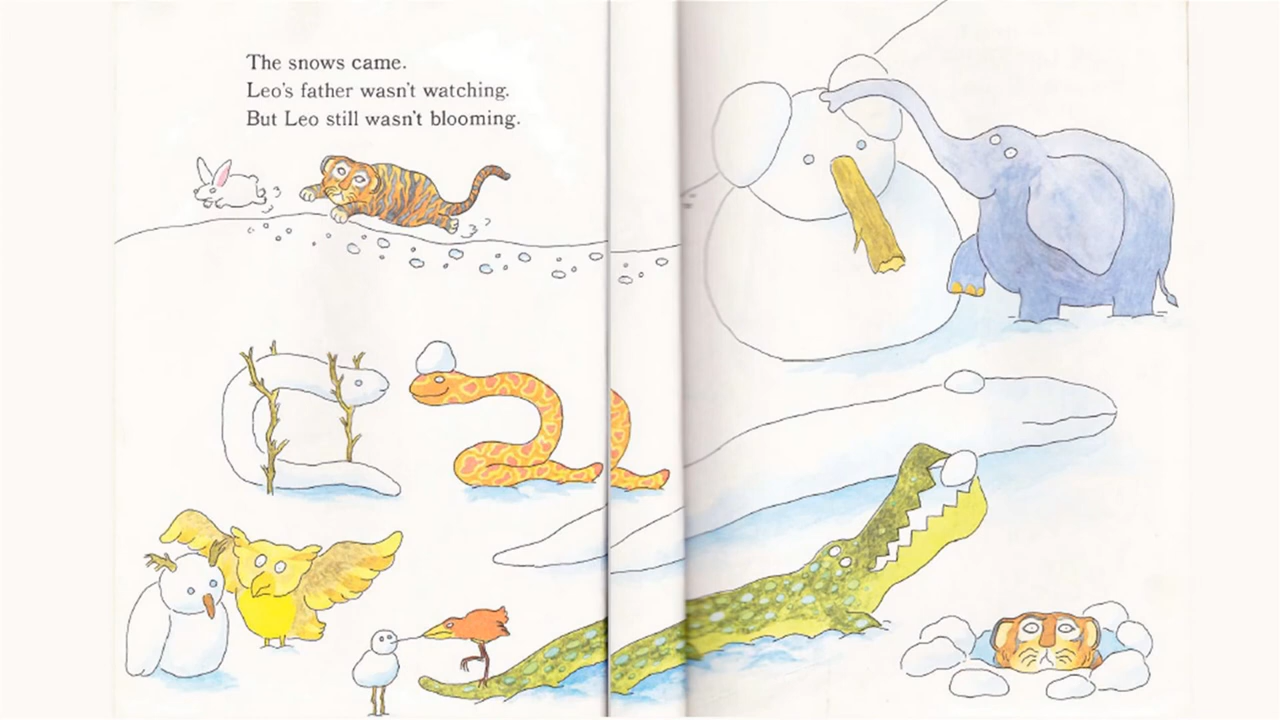 The snows came.
Leo's father wasn't watching.
But Leo still wasn't blooming.